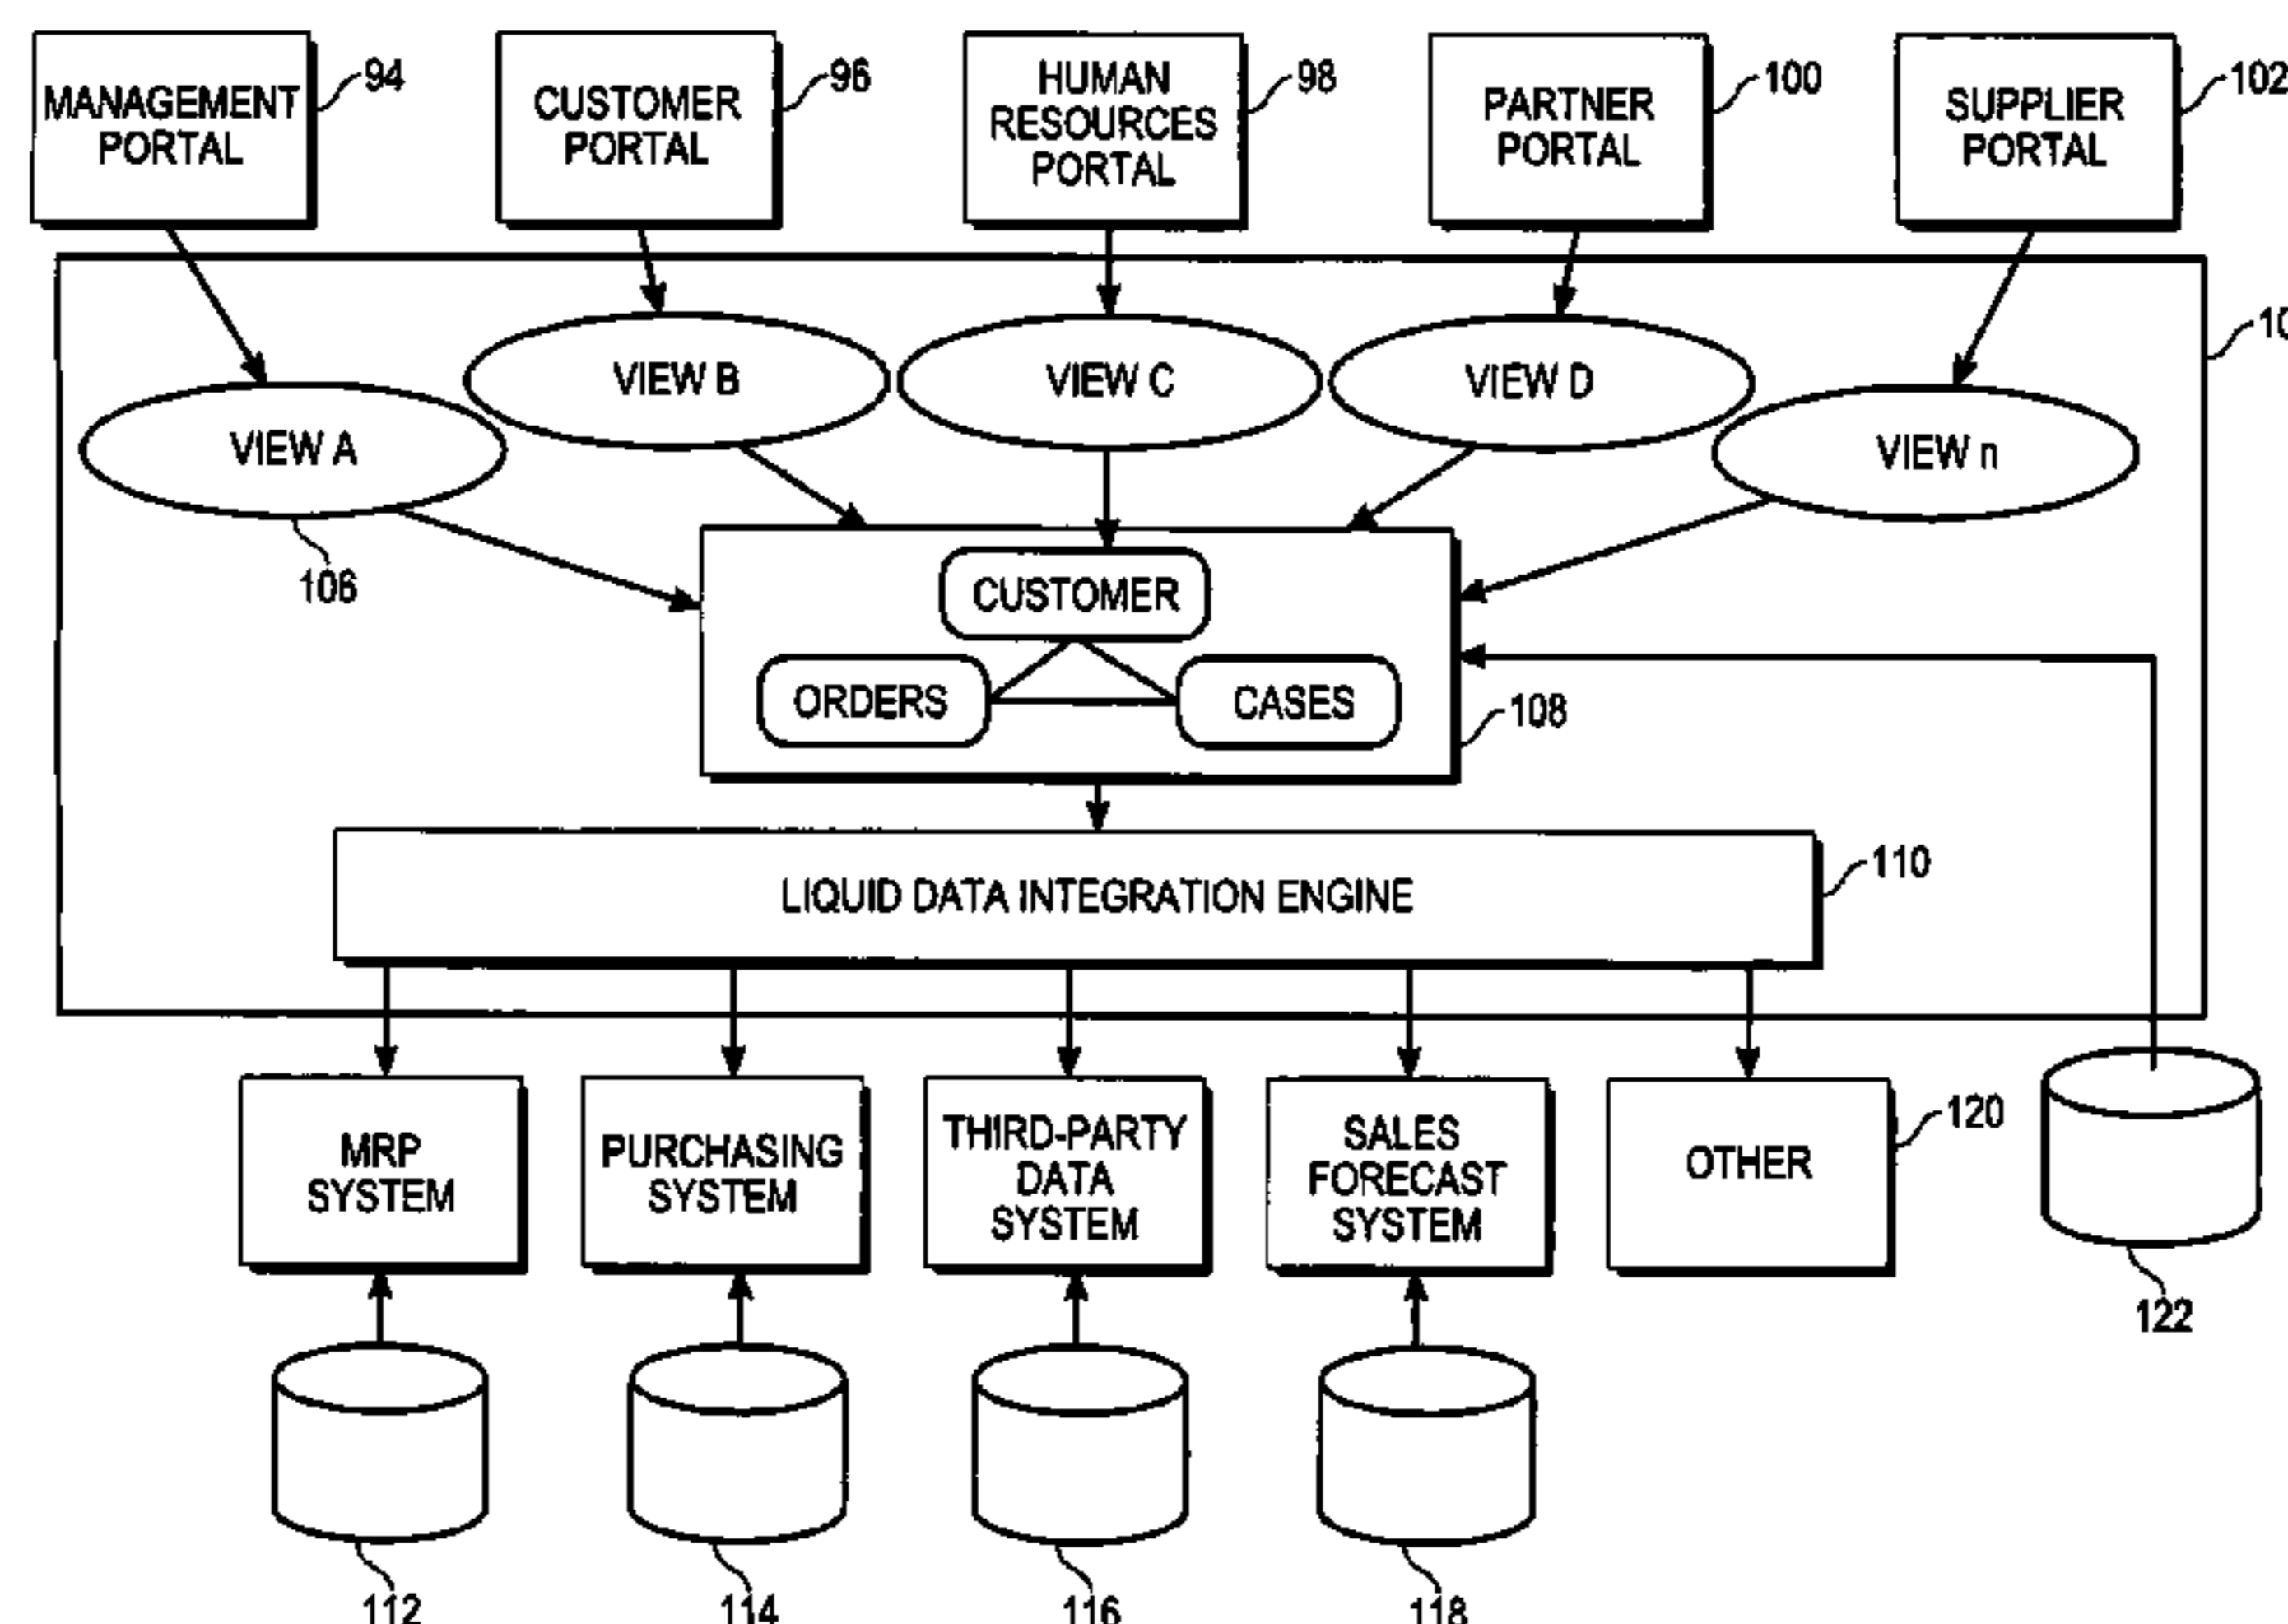 MANAGEMENT
PORTAL
94
CUSTOMER
PORTAL
96
HUMAN
RESOURCES
PORTAL
98
PARTNER
PORTAL
100
SUPPLIER
PORTAL
102
VIEW A
VIEW B
VIEW C
VIEW D
VIEW n
106
CUSTOMER
ORDERS
CASES
108
LIQUID DATA INTEGRATION ENGINE
110
MRP
SYSTEM
PURCHASING
SYSTEM
THIRD-PARTY
DATA
SYSTEM
SALES
FORECAST
SYSTEM
OTHER
120
122
112
114
116
118